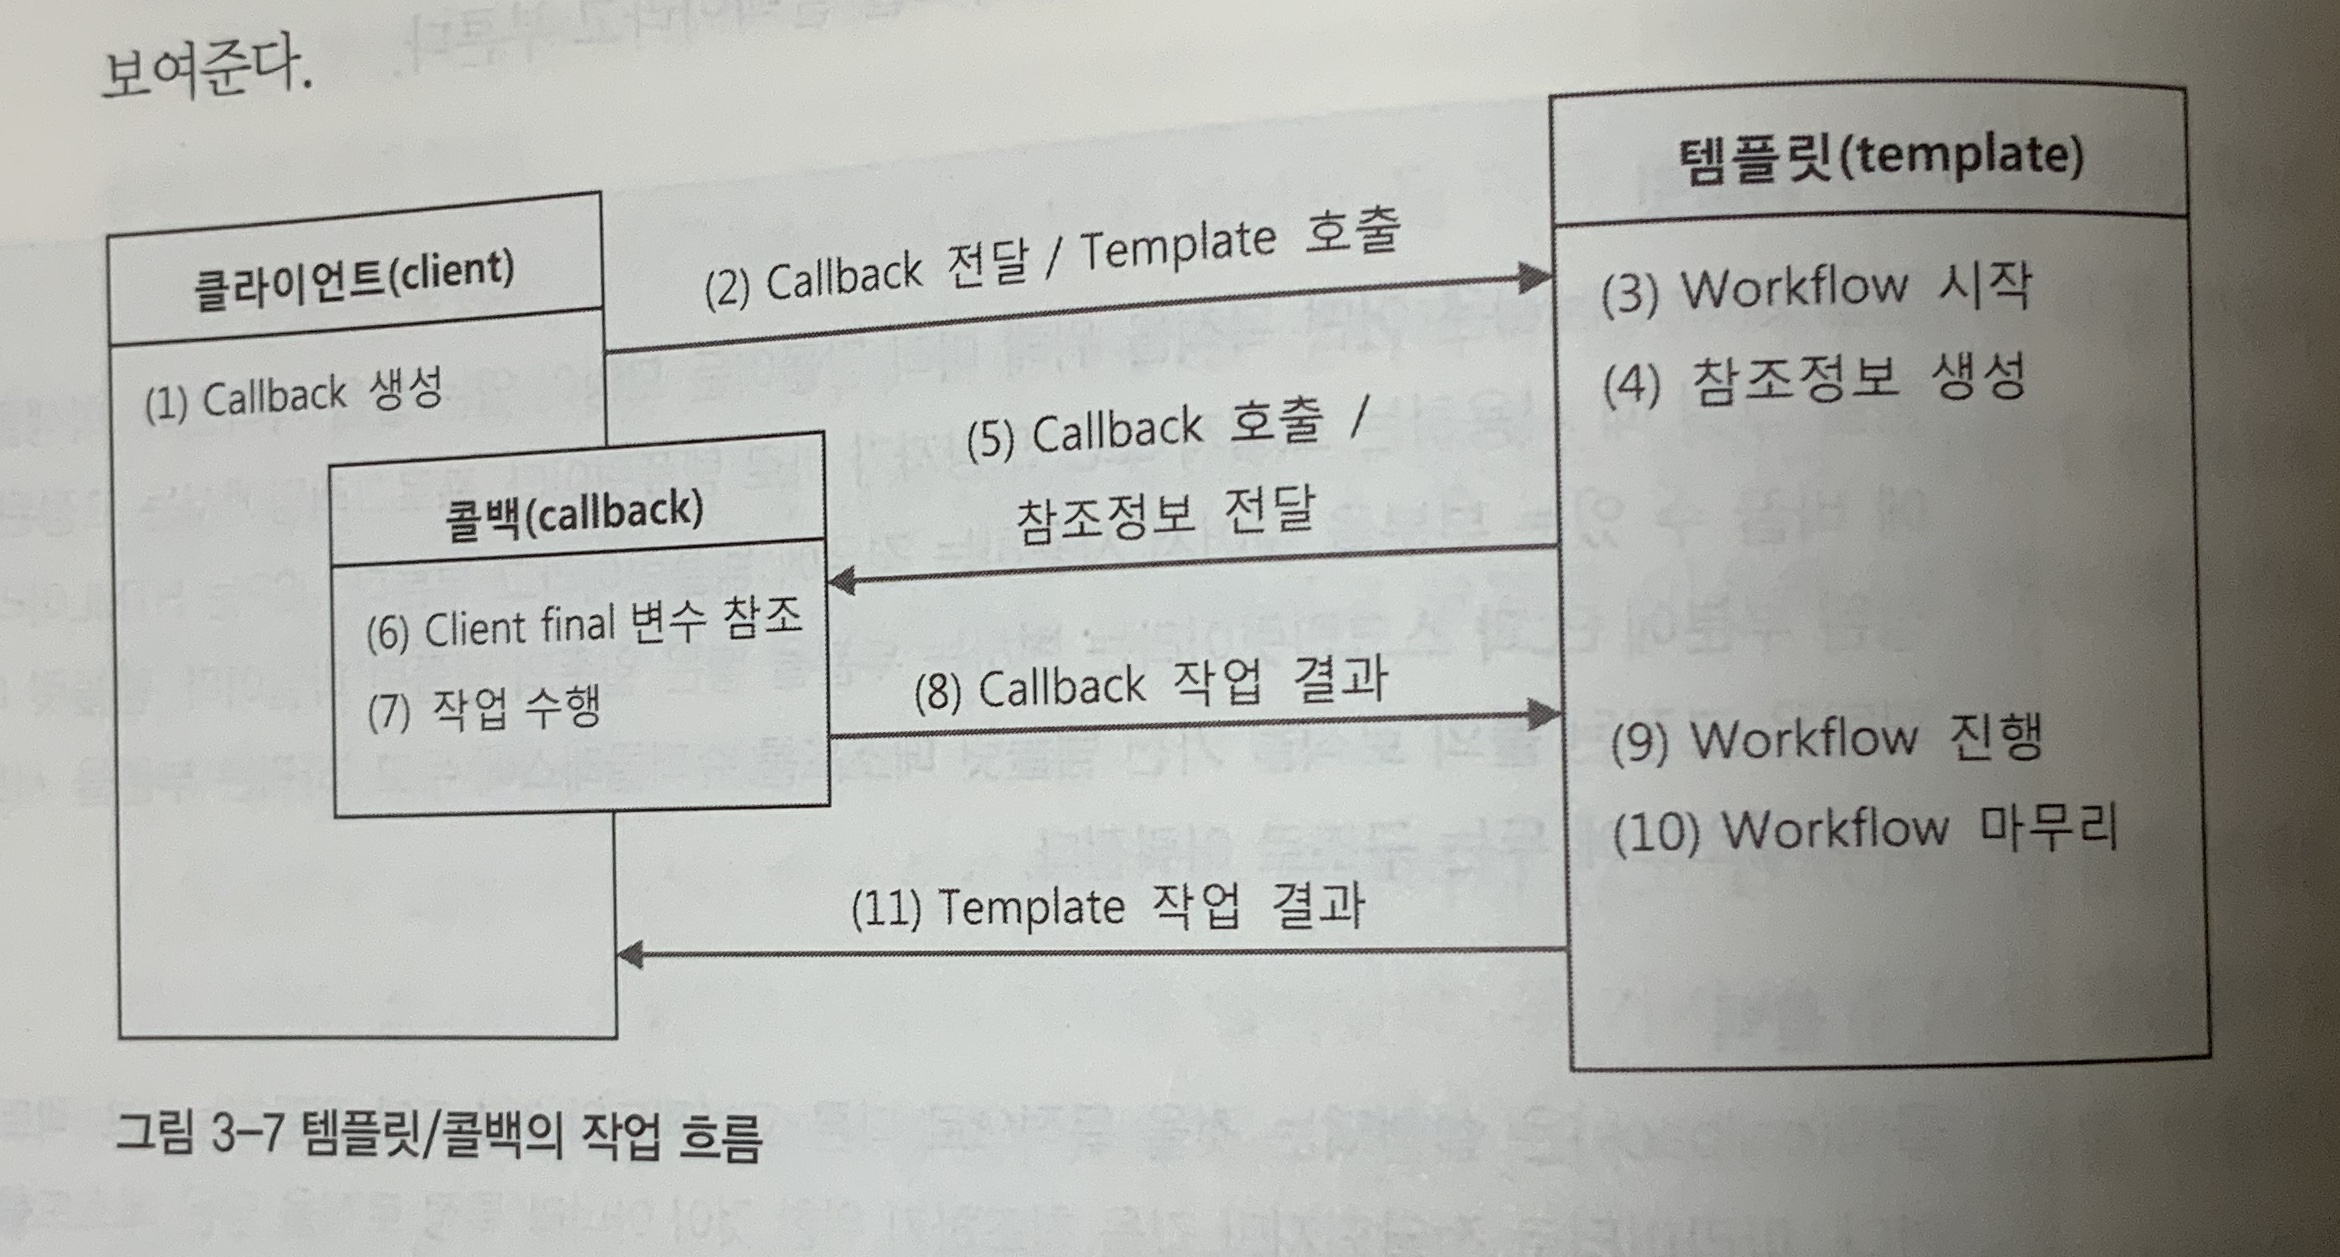 보여준다.
클라이언트(client)
(1) Callback 생성
(2) Callback 전달 / Template 호출
템플릿(template)
(3) Workflow 시작
(4) 참조정보 생성
(5) Callback 호출 /
참조정보 전달
콜백(callback)
(6) Client final 변수 참조
(7) 작업 수행
(8) Callback 작업 결과
(9) Workflow 진행
(10) Workflow 마무리
(11) Template 작업 결과
그림 3-7 템플릿/콜백의 작업 흐름